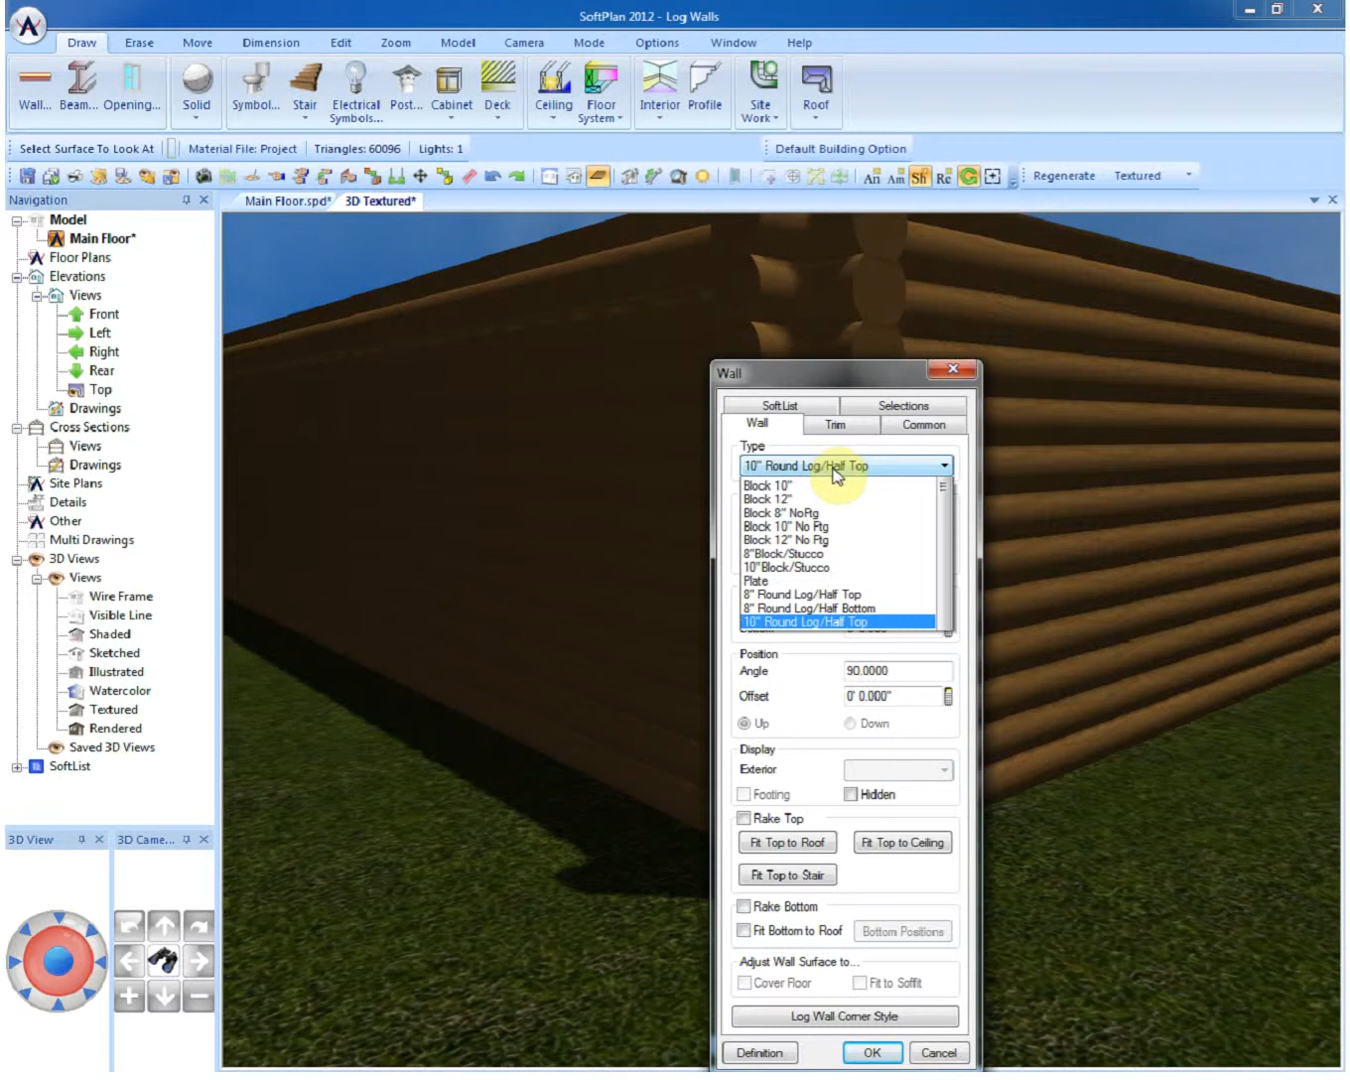 SoftPlan 2012 - Log Walls
Draw Erase Move Dimension Edit Zoom Model Camera Mode Options Window Help
Wall... Beam... Opening... Solid Symbol... Stair Electrical Symbols... Post... Cabinet Deck Ceiling Floor System Interior Profile Site Work Roof
Select Surface To Look At Material File: Project Triangles: 60096 Lights: 1 Default Building Option
An Am Sh Re Regenerate Textured
Navigation
Main Floor.spd* 3D Textured*
Model
Main Floor*
Floor Plans
Elevations
Views
Front
Left
Right
Rear
Top
Drawings
Cross Sections
Views
Drawings
Site Plans
Details
Other
Multi Drawings
3D Views
Views
Wire Frame
Visible Line
Shaded
Sketched
Illustrated
Watercolor
Textured
Rendered
Saved 3D Views
SoftList
3D View 3D Came...
Wall
SoftList Selections
Wall Trim Common
Type
10" Round Log/Half Top
Block 10"
Block 12"
Block 8" NoFtg
Block 10" No Ftg
Block 12" No Ftg
8"Block/Stucco
10"Block/Stucco
Plate
8" Round Log/Half Top
8" Round Log/Half Bottom
10" Round Log/Half Top
Position
Angle 90.0000
Offset 0' 0.000"
Up Down
Display
Exterior
Footing Hidden
Rake Top
Fit Top to Roof Fit Top to Ceiling
Fit Top to Stair
Rake Bottom
Fit Bottom to Roof Bottom Positions
Adjust Wall Surface to...
Cover Floor Fit to Soffit
Log Wall Corner Style
Definition OK Cancel